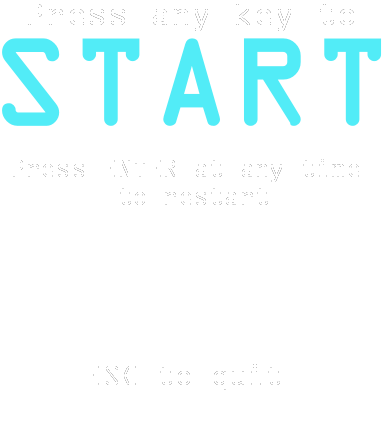 Press any key to
START
Press ENTER at any time
to restart
ESC to quit